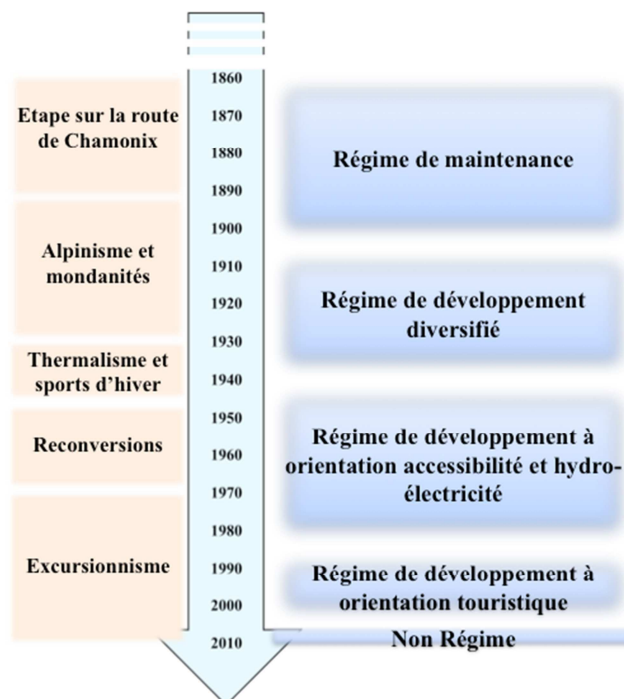 Etape sur la route
de Chamonix
Alpinisme et
mondanités
Thermalisme et
sports d'hiver
Reconversions
Excursionnisme
1860
1870
1880
1890
1900
1910
1920
1930
1940
1950
1960
1970
1980
1990
2000
2010
Régime de maintenance
Régime de développement
diversifié
Régime de développement à
orientation accessibilité et hydro-
électricité
Régime de développement à
orientation touristique
Non Régime